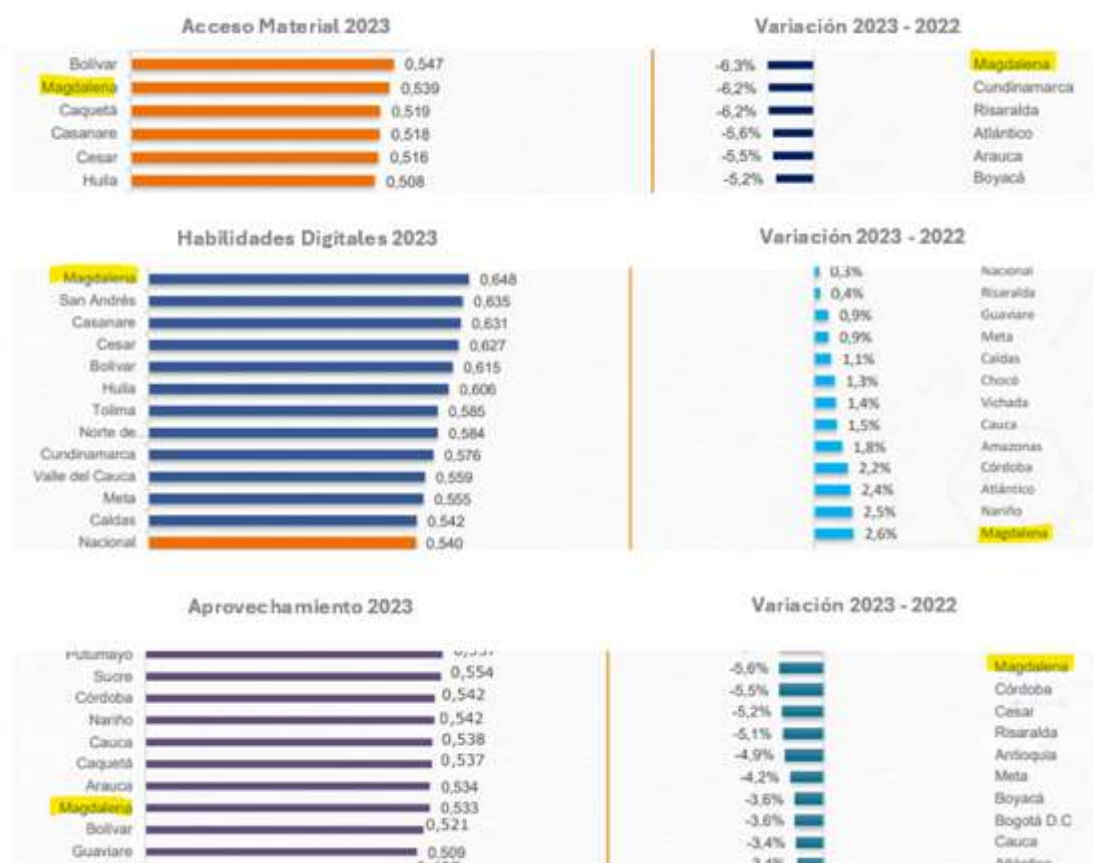 Acceso Material 2023
Variación 2023 - 2022
Bolívar 0,547
Magdalena 0,539
Caquetá 0,519
Casanare 0,518
Cesar 0,516
Huila 0,508
-6,3% Magdalena
-6,2% Cundinamarca
-6,2% Risaralda
-5,6% Atlántico
-5,5% Arauca
-5,2% Boyacá
Habilidades Digitales 2023
Variación 2023 - 2022
Magdalena 0,648
San Andrés 0,635
Casanare 0,631
Cesar 0,627
Bolívar 0,615
Huila 0,606
Tolima 0,585
Norte de... 0,584
Cundinamarca 0,576
Valle del Cauca 0,559
Meta 0,555
Caldas 0,542
Nacional 0,540
0,3% Nacional
0,4% Risaralda
0,9% Guaviare
0,9% Meta
1,1% Caldas
1,3% Chocó
1,4% Vichada
1,5% Cauca
1,8% Amazonas
2,2% Córdoba
2,4% Atlántico
2,5% Nariño
2,6% Magdalena
Aprovechamiento 2023
Variación 2023 - 2022
Putumayo
Sucre 0,554
Córdoba 0,542
Nariño 0,542
Cauca 0,538
Caquetá 0,537
Arauca 0,534
Magdalena 0,533
Bolívar 0,521
Guaviare 0,509
-5,6% Magdalena
-5,5% Córdoba
-5,2% Cesar
-5,1% Risaralda
-4,9% Antioquia
-4,2% Meta
-3,6% Boyacá
-3,6% Bogotá D.C
-3,4% Cauca
-3,4% Atlántico